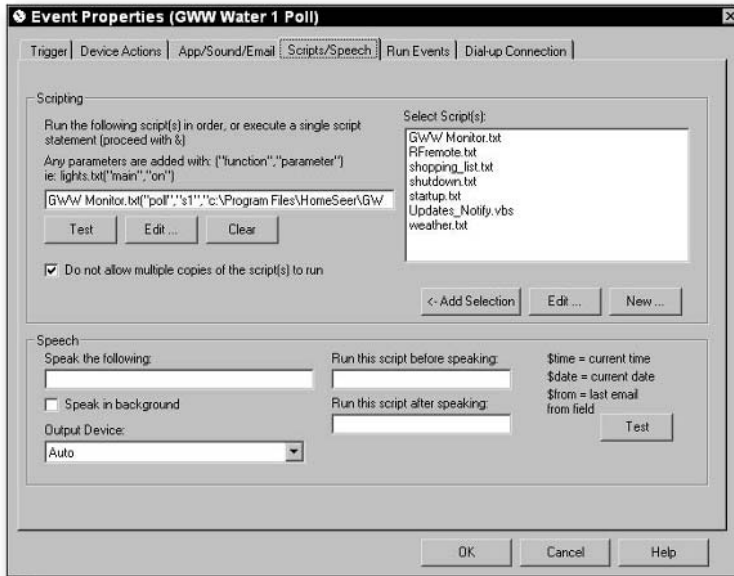 Event Properties (GWW Water 1 Poll)
Trigger
Device Actions
App/Sound/Email
Scripts/Speech
Run Events
Dial-up Connection
Scripting
Run the following script(s) in order, or execute a single script
statement (proceed with &)
Any parameters are added with: ("function","parameter")
ie: lights.txt("main","on")
GWW Monitor.txt("poll","s1","c:\Program Files\HomeSeer\GW
Test
Edit ...
Clear
Do not allow multiple copies of the script(s) to run
Select Script(s):
GWW Monitor.txt
RFremote.txt
shopping_list.txt
shutdown.txt
startup.txt
Updates_Notify.vbs
weather.txt
<- Add Selection
Edit ...
New ...
Speech
Speak the following:
Speak in background
Output Device:
Auto
Run this script before speaking:
Run this script after speaking:
$time = current time
$date = current date
$from = last email
from field
Test
OK
Cancel
Help